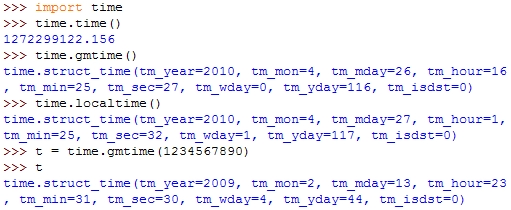 >>> import time
>>> time.time()
1272299122.156
>>> time.gmtime()
time.struct_time(tm_year=2010, tm_mon=4, tm_mday=26, tm_hour=16
, tm_min=25, tm_sec=27, tm_wday=0, tm_yday=116, tm_isdst=0)
>>> time.localtime()
time.struct_time(tm_year=2010, tm_mon=4, tm_mday=27, tm_hour=1,
tm_min=25, tm_sec=32, tm_wday=1, tm_yday=117, tm_isdst=0)
>>> t = time.gmtime(1234567890)
>>> t
time.struct_time(tm_year=2009, tm_mon=2, tm_mday=13, tm_hour=23
, tm_min=31, tm_sec=30, tm_wday=4, tm_yday=44, tm_isdst=0)